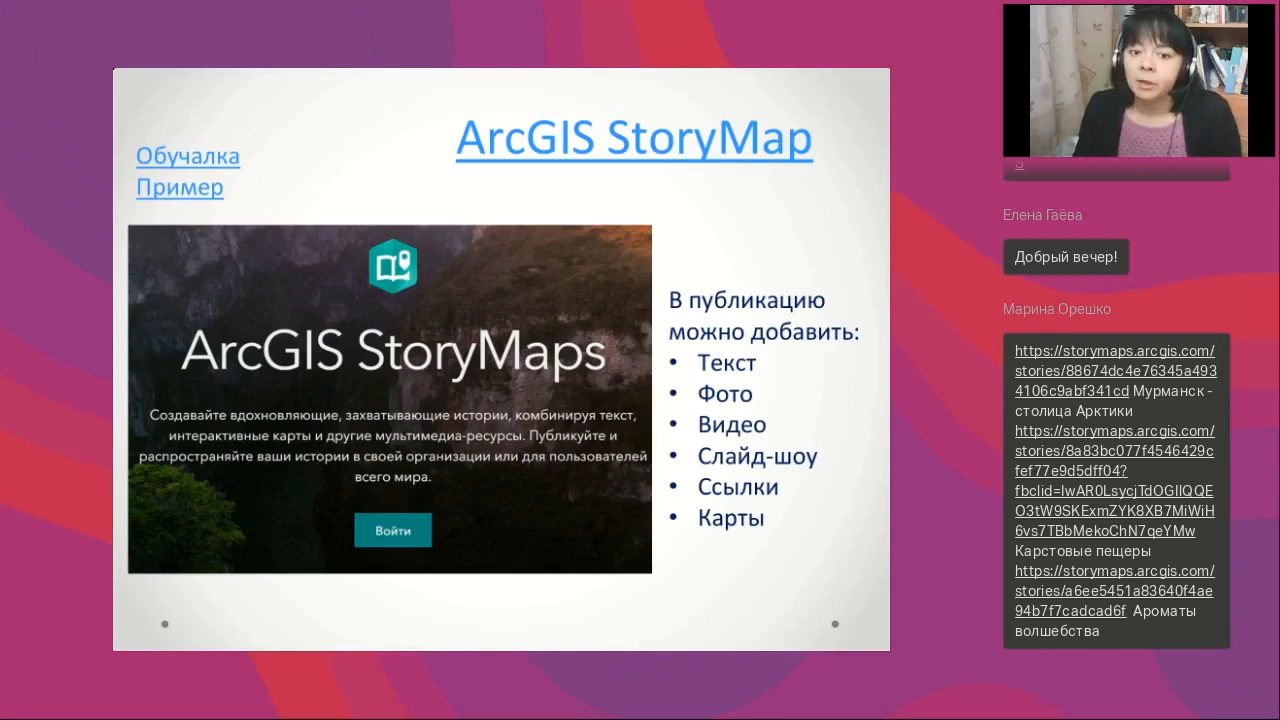 ArcGIS StoryMap
Обучалка
Пример
ArcGIS StoryMaps
Создавайте вдохновляющие, захватывающие истории, комбинируя текст,
интерактивные карты и другие мультимедиа-ресурсы. Публикуйте и
распространяйте ваши истории в своей организации или для пользователей
всего мира.
Войти
В публикацию
можно добавить:
• Текст
• Фото
• Видео
• Слайд-шоу
• Ссылки
• Карты
Елена Гаёва
Добрый вечер!
Марина Орешко
https://storymaps.arcgis.com/
stories/88674dc4e76345a493
4106c9abf341cd Мурманск -
столица Арктики
https://storymaps.arcgis.com/
stories/8a83bc077f4546429c
fef77e9d5dff04?
fbclid=IwAR0LsycjTdOGIlQQE
O3tW9SKExmZYK8XB7MiWiH
6vs7TBbMekoChN7qeYMw
Карстовые пещеры
https://storymaps.arcgis.com/
stories/a6ee5451a83640f4ae
94b7f7cadcad6f Ароматы
волшебства